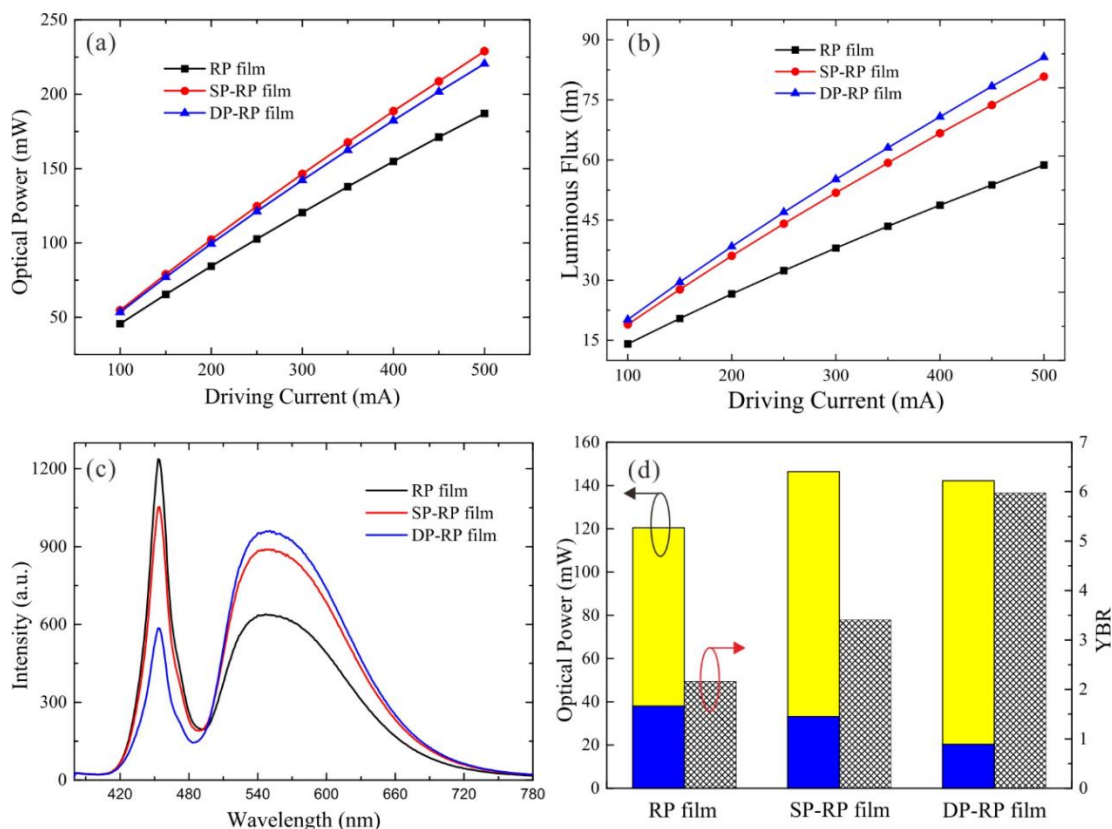 (a)
RP film
SP-RP film
DP-RP film
Optical Power (mW)
250
200
150
100
50
100 150 200 250 300 350 400 450 500
Driving Current (mA)
(b)
RP film
SP-RP film
DP-RP film
Luminous Flux (lm)
90
75
60
45
30
15
100 200 300 400 500
Driving Current (mA)
(c)
RP film
SP-RP film
DP-RP film
Intensity (a.u.)
1200
900
600
300
0
420 480 540 600 660 720 780
Wavelength (nm)
(d)
Optical Power (mW)
160
140
120
100
80
60
40
20
0
7
6
5
4
3
2
1
0
YBR
RP film SP-RP film DP-RP film